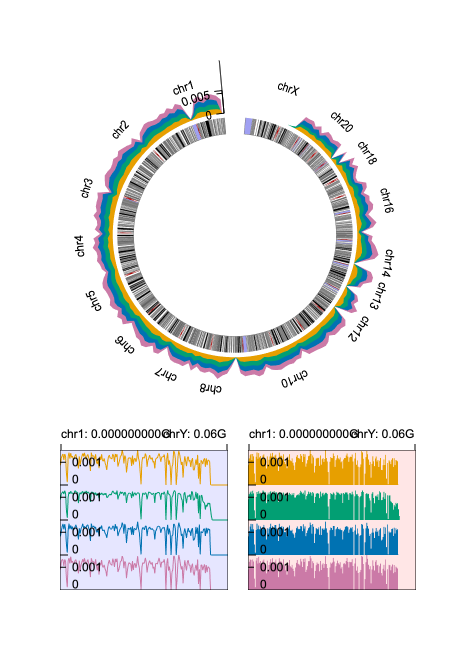 chr1
0.005
0
chrX
chr2
chr20
chr18
chr3
chr16
chr4
chr14
chr5
chr13
chr6
chr12
chr7
chr10
chr8
chr1: 0.000000000G chrY: 0.06G
chr1: 0.000000000G chrY: 0.06G
0.001
0
0.001
0
0.001
0
0.001
0
0.001
0
0.001
0
0.001
0
0.001
0